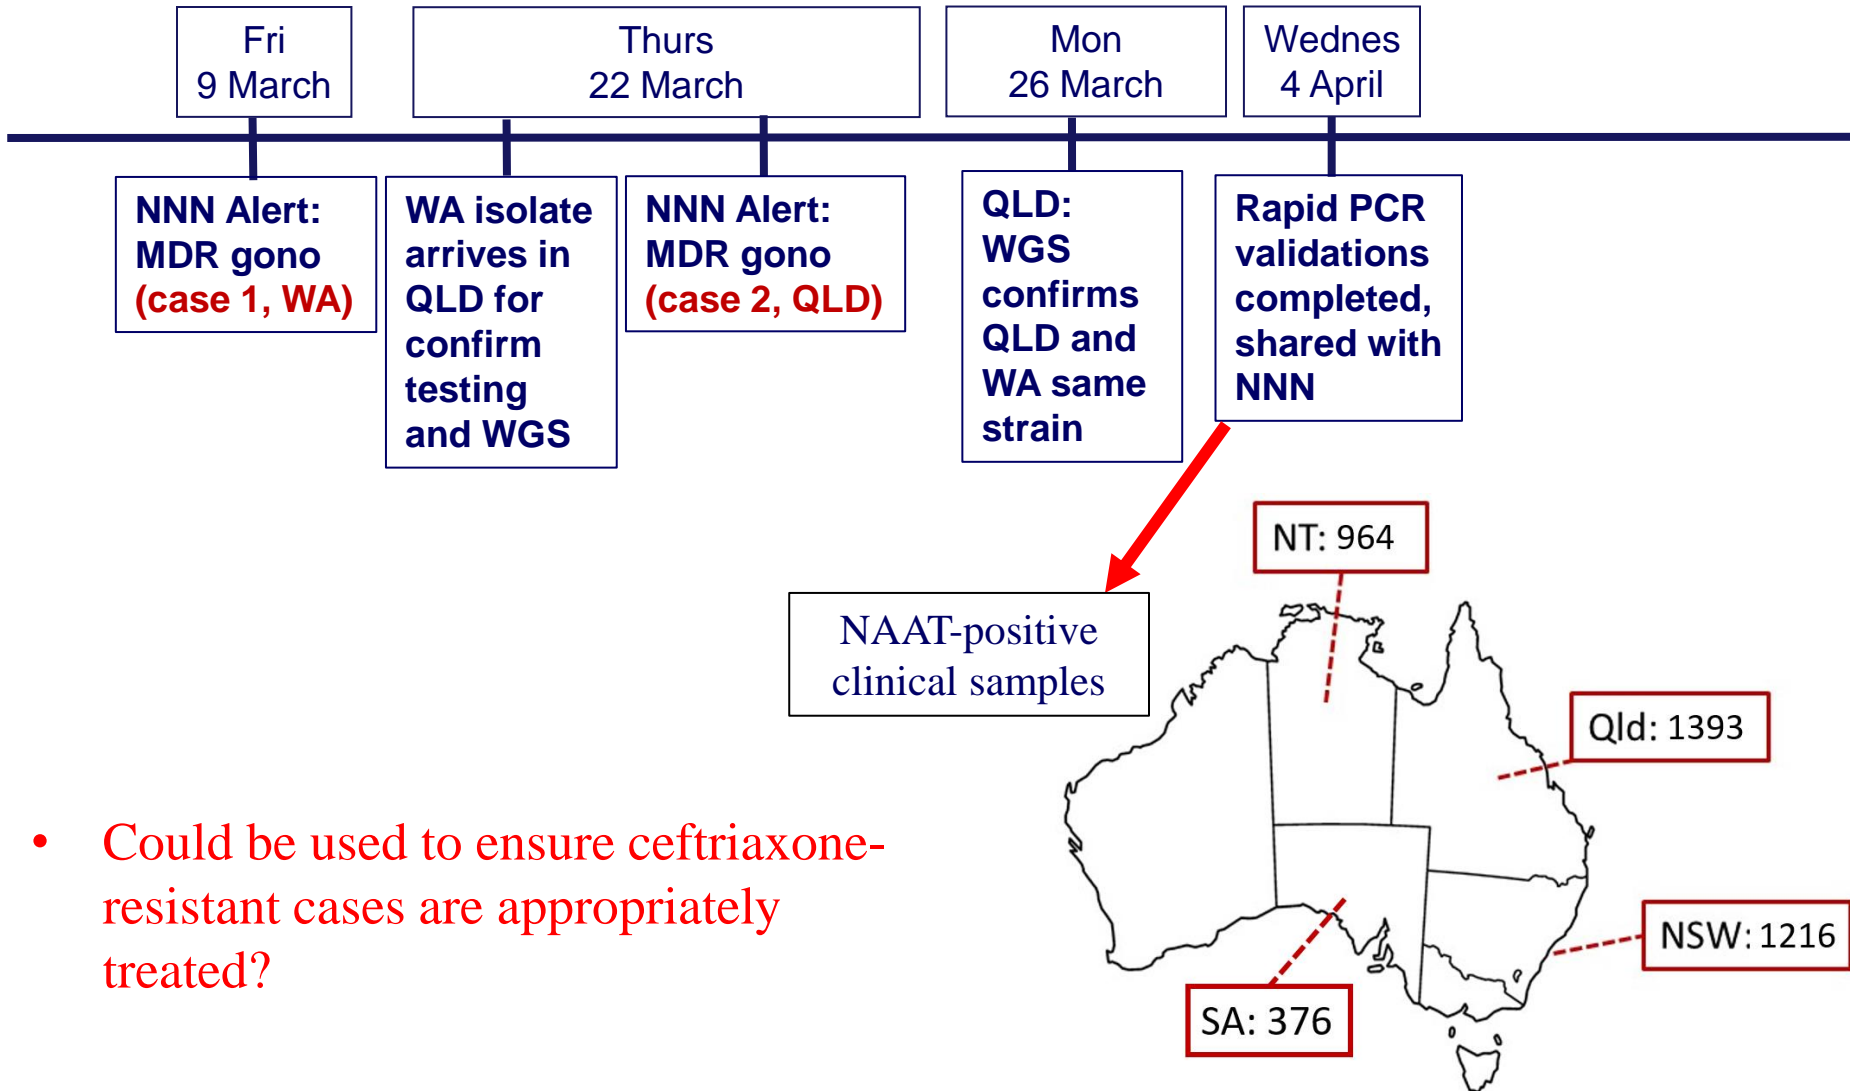 Fri
9 March
Thurs
22 March
Mon
26 March
Wednes
4 April
NNN Alert:
MDR gono
(case 1, WA)
WA isolate
arrives in
QLD for
confirm
testing
and WGS
NNN Alert:
MDR gono
(case 2, QLD)
QLD:
WGS
confirms
QLD and
WA same
strain
Rapid PCR
validations
completed,
shared with
NNN
NAAT-positive
clinical samples
NT: 964
Qld: 1393
NSW: 1216
SA: 376
• Could be used to ensure ceftriaxone-
resistant cases are appropriately
treated?